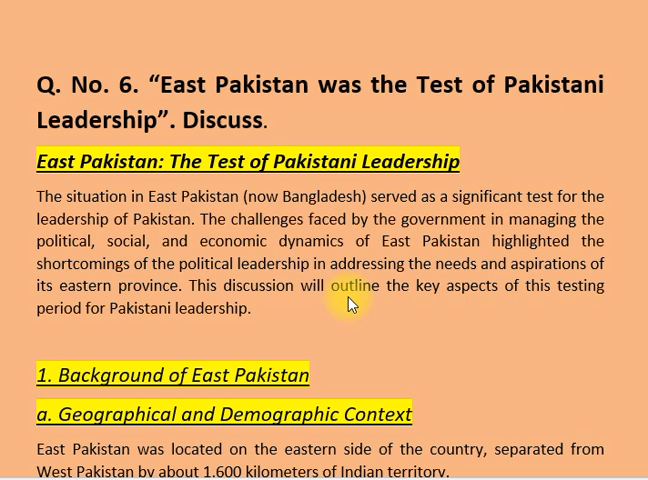 Q. No. 6. “East Pakistan was the Test of Pakistani
Leadership”. Discuss.
East Pakistan: The Test of Pakistani Leadership
The situation in East Pakistan (now Bangladesh) served as a significant test for the
leadership of Pakistan. The challenges faced by the government in managing the
political, social, and economic dynamics of East Pakistan highlighted the
shortcomings of the political leadership in addressing the needs and aspirations of
its eastern province. This discussion will outline the key aspects of this testing
period for Pakistani leadership.
1. Background of East Pakistan
a. Geographical and Demographic Context
East Pakistan was located on the eastern side of the country, separated from
West Pakistan by about 1,600 kilometers of Indian territory.